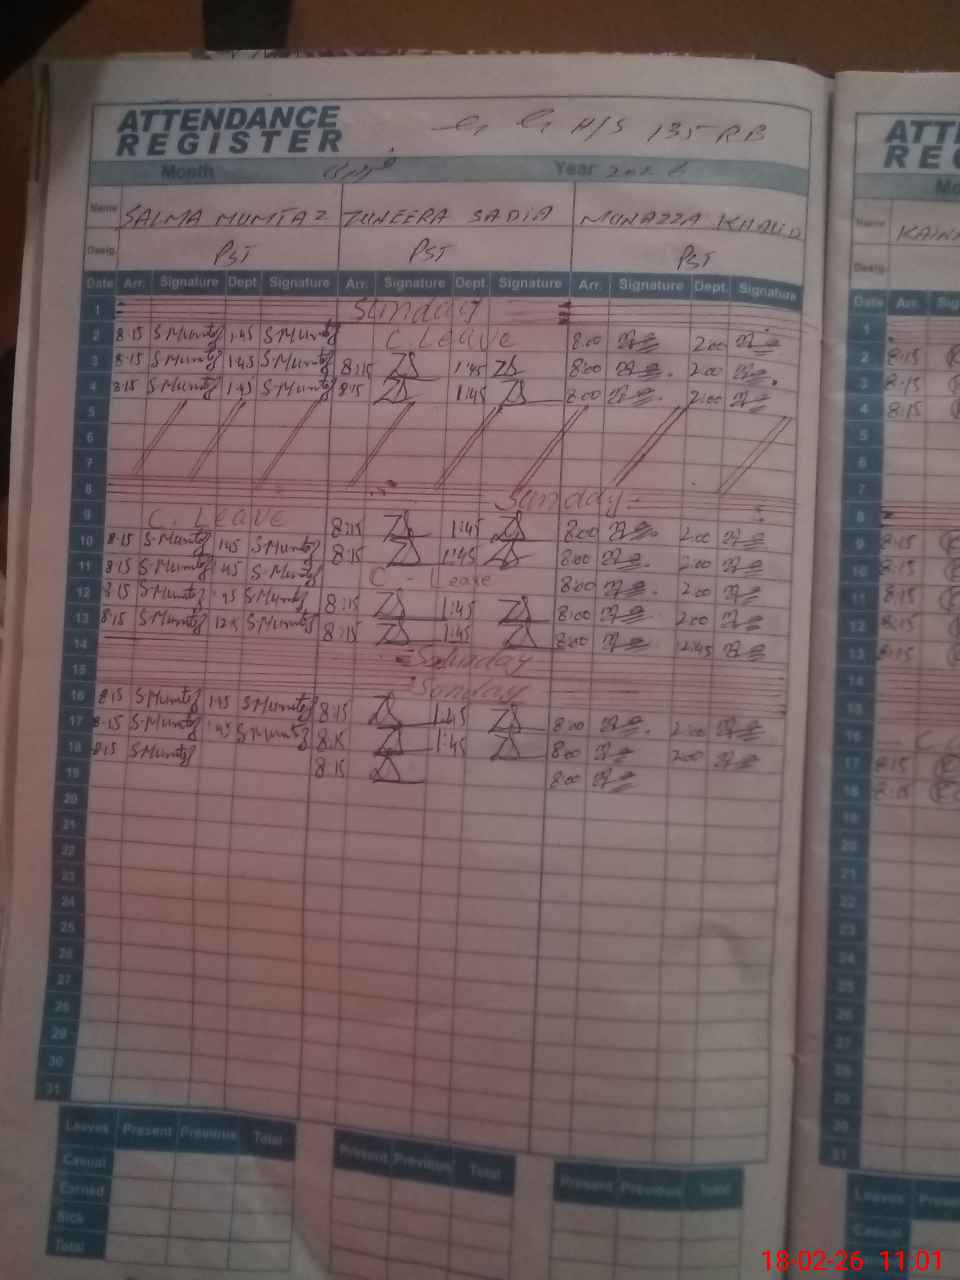 ATTENDANCE
REGISTER
H/S 135 RB
Month Year 2026
Name SALMA MUMTAZ ZUNEERA SADIA MUNAZZA KHALID
Desig. PST PST PST
Date Arr. Signature Dept. Signature Arr. Signature Dept. Signature Arr. Signature Dept. Signature
1 Sunday
2 8:15 S.Mumtaz 1:45 S.Mumtaz C. Leave 8:00 2:00
3 8:15 S.Mumtaz 1:45 S.Mumtaz 8:15 1:45 8:00 2:00
4 8:15 S.Mumtaz 1:45 S.Mumtaz 8:15 1:45 8:00 2:00
5
6
7
8 Sunday
9 C. Leave 8:15 1:45 8:00 2:00
10 8:15 S.Mumtaz 1:45 S.Mumtaz 8:15 1:45 8:00 2:00
11 8:15 S.Mumtaz 1:45 S.Mumtaz C - Leave 8:00 2:00
12 8:15 S.Mumtaz 1:45 S.Mumtaz 8:15 1:45 8:00 2:00
13 8:15 S.Mumtaz S.Mumtaz 8:15 1:45 8:00 12:45
14 Saturday
15 Sunday
16 8:15 S.Mumtaz 1:45 S.Mumtaz 8:15 1:45 8:00 2:00
17 8:15 S.Mumtaz 1:45 S.Mumtaz 8:15 1:45 8:00 2:00
18 8:15 S.Mumtaz 8:15 8:00
19
20
21
22
23
24
25
26
27
28
29
30
31
Leaves Present Previous Total Present Previous Total Present Previous Total
Casual
Earned
Sick
Total
Name
Desig.
Date Arr.
1
2 8:15
3 8:15
4 8:15
5
6
7
8
9 8:15
10 8:15
11 8:15
12 8:15
13 8:15
14
15
16
17 8:15
18 8:15
19
20
21
22
23
24
25
26
27
28
29
30
31
Leaves
Casual
18-02-26 11:01